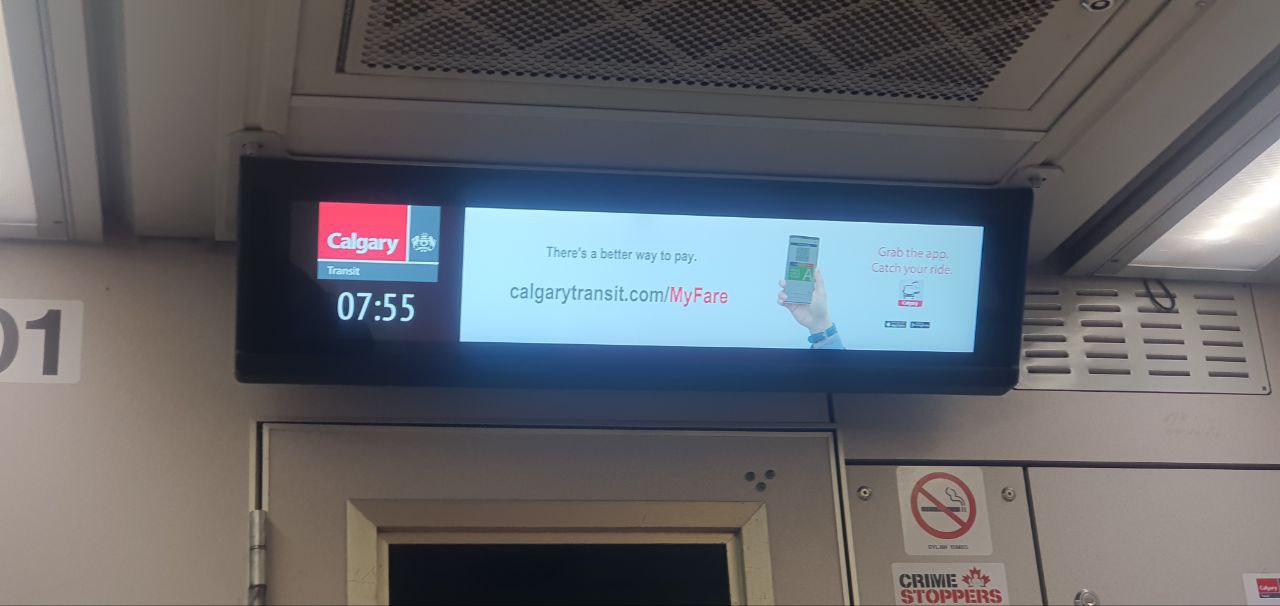 01
Calgary
Transit
07:55
There's a better way to pay.
calgarytransit.com/MyFare
A
Grab the app.
Catch your ride.
Calgary
CRIME
STOPPERS
Calgary